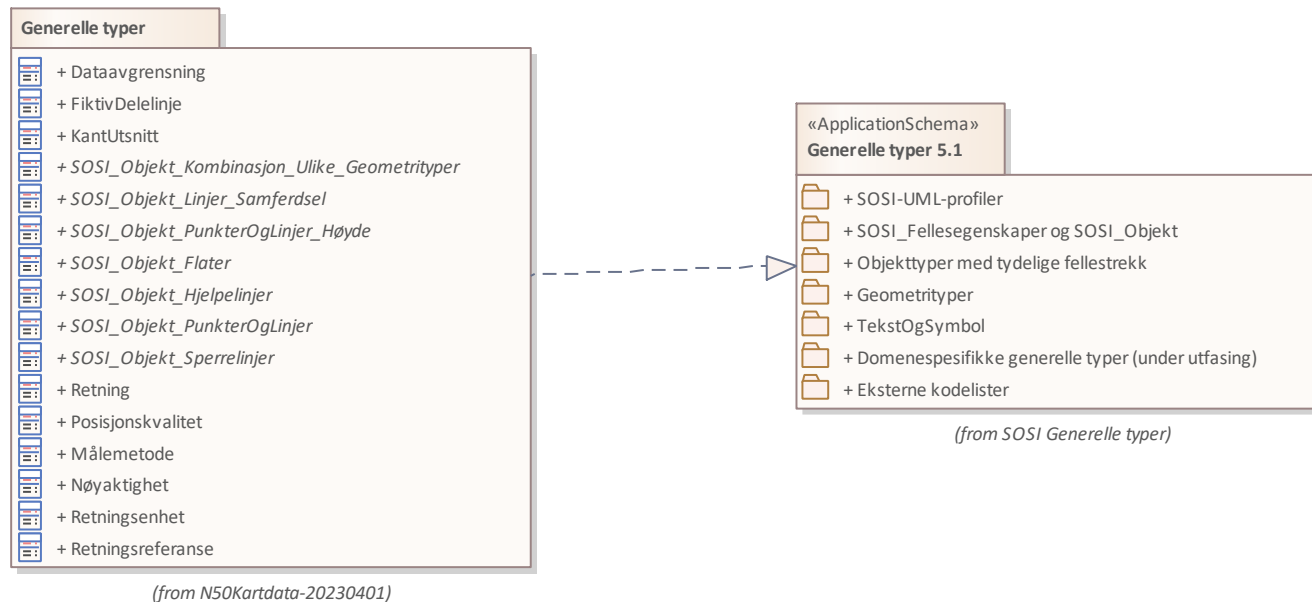 Generelle typer
+ Dataavgrensning
+ FiktivDelelinje
+ KantUtsnitt
+ SOSI_Objekt_Kombinasjon_Ulike_Geometrityper
+ SOSI_Objekt_Linjer_Samferdsel
+ SOSI_Objekt_PunkterOgLinjer_Høyde
+ SOSI_Objekt_Flater
+ SOSI_Objekt_Hjelpelinjer
+ SOSI_Objekt_PunkterOgLinjer
+ SOSI_Objekt_Sperrelinjer
+ Retning
+ Posisjonskvalitet
+ Målemetode
+ Nøyaktighet
+ Retningsenhet
+ Retningsreferanse
(from N50Kartdata-20230401)
«ApplicationSchema»
Generelle typer 5.1
+ SOSI-UML-profiler
+ SOSI_Fellesegenskaper og SOSI_Objekt
+ Objekttyper med tydelige fellestrekk
+ Geometrityper
+ TekstOgSymbol
+ Domenespesifikke generelle typer (under utfasing)
+ Eksterne kodelister
(from SOSI Generelle typer)